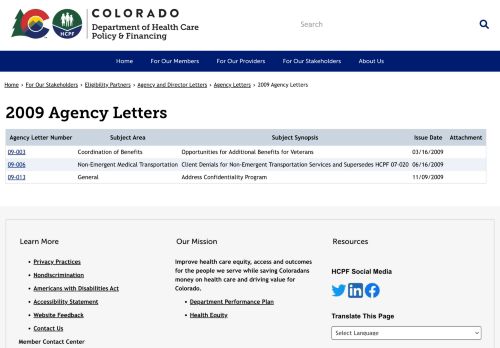 CO
HCPF
COLORADO
Department of Health Care
Policy & Financing
Search
Home
For Our Members
For Our Providers
For Our Stakeholders
About Us
Home › For Our Stakeholders › Eligibility Partners › Agency and Director Letters › Agency Letters › 2009 Agency Letters
2009 Agency Letters
Agency Letter Number Subject Area Subject Synopsis Issue Date Attachment
09-003 Coordination of Benefits Opportunities for Additional Benefits for Veterans 03/16/2009
09-006 Non-Emergent Medical Transportation Client Denials for Non-Emergent Transportation Services and Supersedes HCPF 07-020 06/16/2009
09-013 General Address Confidentiality Program 11/09/2009
Learn More
Privacy Practices
Nondiscrimination
Americans with Disabilities Act
Accessibility Statement
Website Feedback
Contact Us
Member Contact Center
Our Mission
Improve health care equity, access and outcomes
for the people we serve while saving Coloradans
money on health care and driving value for
Colorado.
Department Performance Plan
Health Equity
Resources
HCPF Social Media
Translate This Page
Select Language